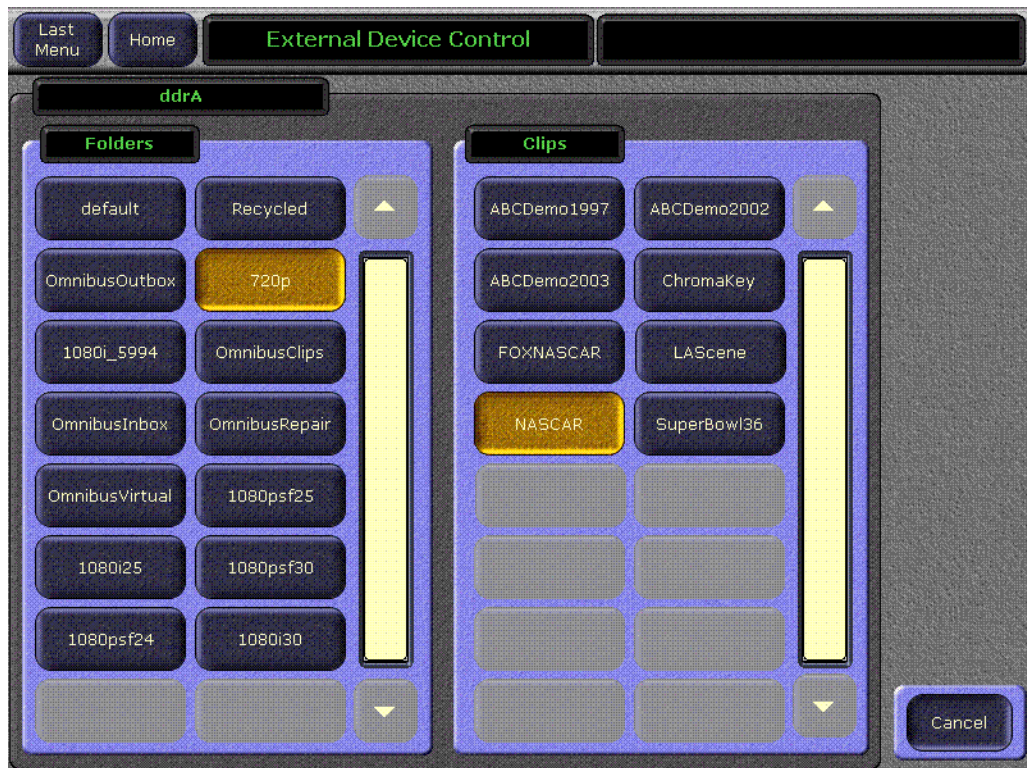 Last Menu
Home
External Device Control
ddrA
Folders
default
Recycled
OmnibusOutbox
720p
1080i_5994
OmnibusClips
OmnibusInbox
OmnibusRepair
OmnibusVirtual
1080psf25
1080i25
1080psf30
1080psf24
1080i30
Clips
ABCDemo1997
ABCDemo2002
ABCDemo2003
ChromaKey
FOXNASCAR
LAScene
NASCAR
SuperBowl36
Cancel